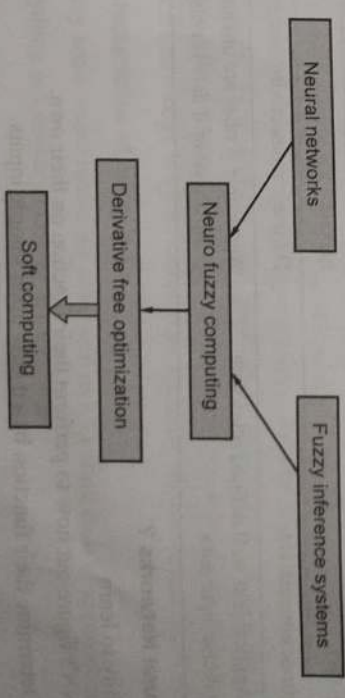 Neural networks
Fuzzy inference systems
Neuro fuzzy computing
Derivative free optimization
Soft computing